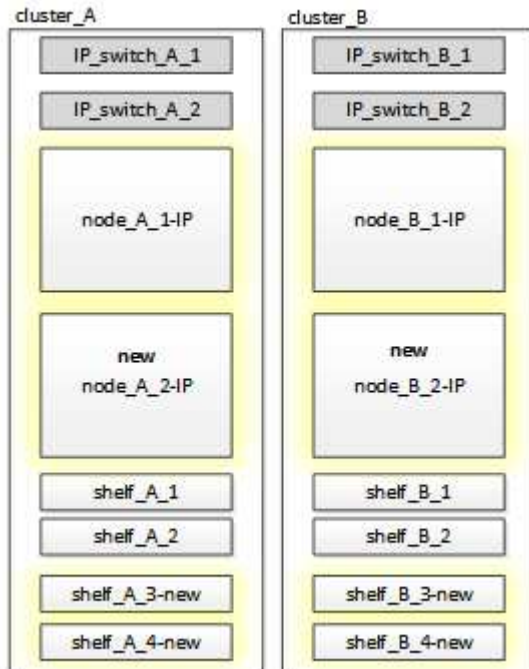 cluster_A
IP_switch_A_1
IP_switch_A_2
node_A_1-IP
new
node_A_2-IP
shelf_A_1
shelf_A_2
shelf_A_3-new
shelf_A_4-new
cluster_B
IP_switch_B_1
IP_switch_B_2
node_B_1-IP
new
node_B_2-IP
shelf_B_1
shelf_B_2
shelf_B_3-new
shelf_B_4-new